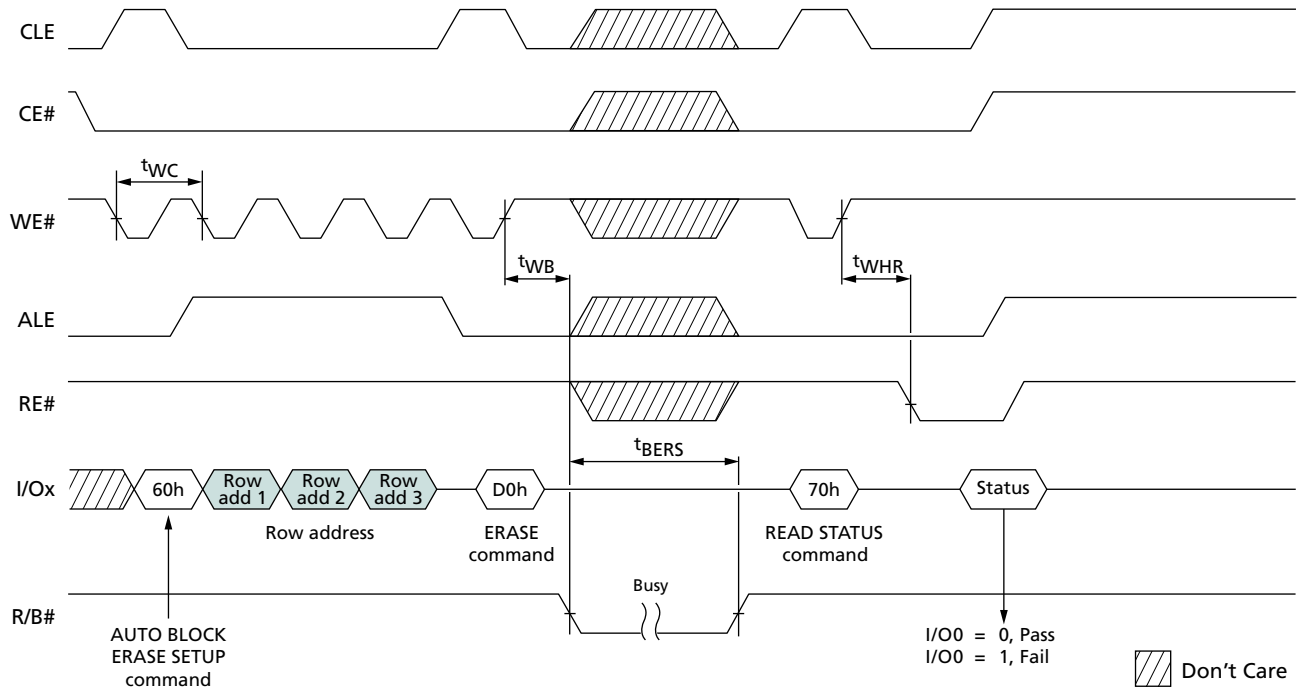 CLE
CE#
tWC
WE#
tWB
tWHR
ALE
RE#
tBERS
I/Ox
60h
Row add 1
Row add 2
Row add 3
D0h
70h
Status
Row address
ERASE
command
READ STATUS
command
Busy
R/B#
AUTO BLOCK
ERASE SETUP
command
I/O0 = 0, Pass
I/O0 = 1, Fail
Don't Care